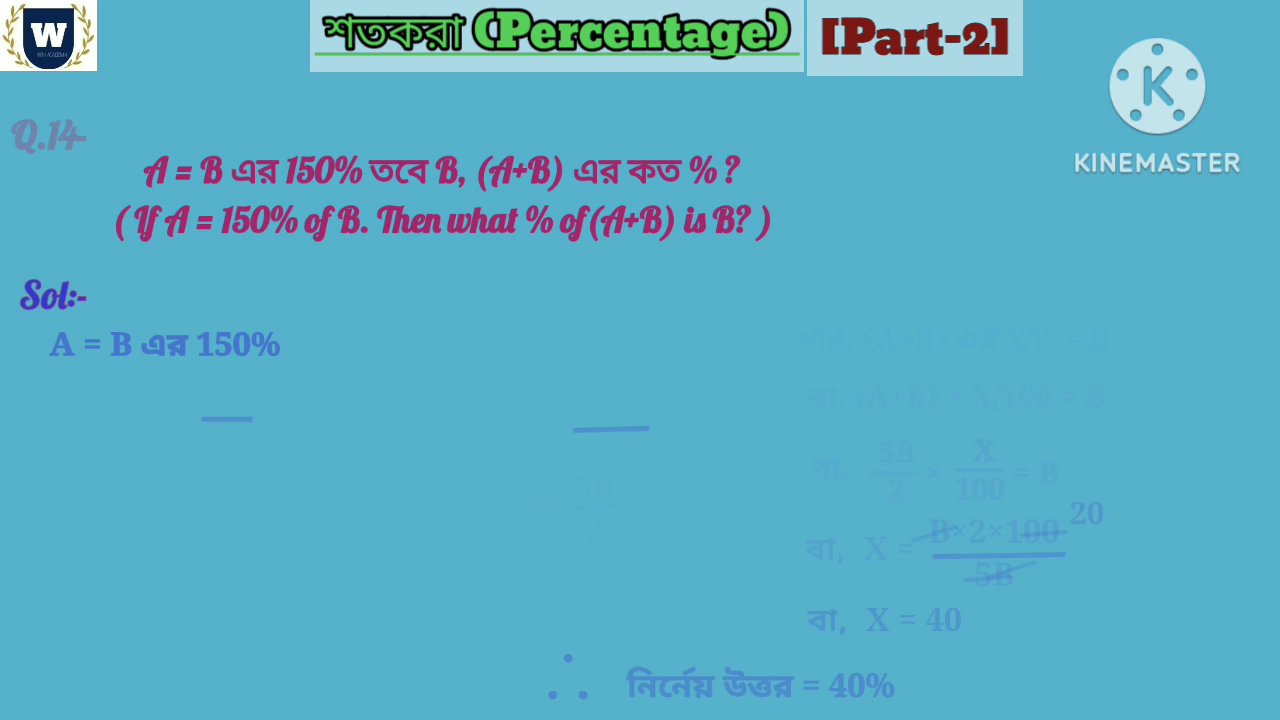 W
শতকরা (Percentage)
[Part-2]
K
KINEMASTER
Q.14-
A = B এর 150% তবে B, (A+B) এর কত % ?
( If A = 150% of B. Then what % of (A+B) is B? )
Sol:-
A = B এর 150%
(A+B) এর X% = B
বা, (A+B) × X/100 = B
বা, 5B/2 × X/100 = B
বা, X = B×2×100/5B 20
বা, X = 40
∴ নির্নেয় উত্তর = 40%